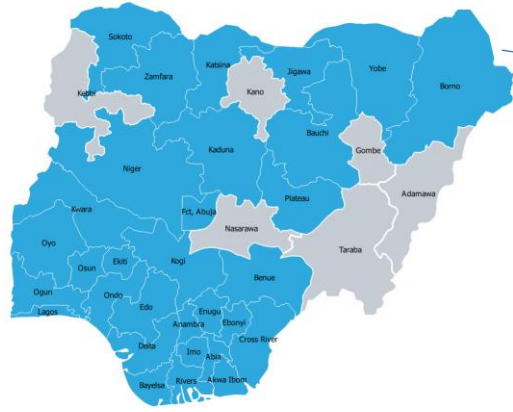 Sokoto
Katsina
Zamfara
Jigawa
Yobe
Borno
Kebbi
Kano
Bauchi
Kaduna
Gombe
Niger
Adamawa
Plateau
Kwara
Fct, Abuja
Nasarawa
Taraba
Oyo
Ekiti
Kogi
Osun
Benue
Ogun
Ondo
Edo
Lagos
Enugu
Anambra
Ebonyi
Cross River
Delta
Imo
Abia
Bayelsa
Rivers
Akwa Ibom